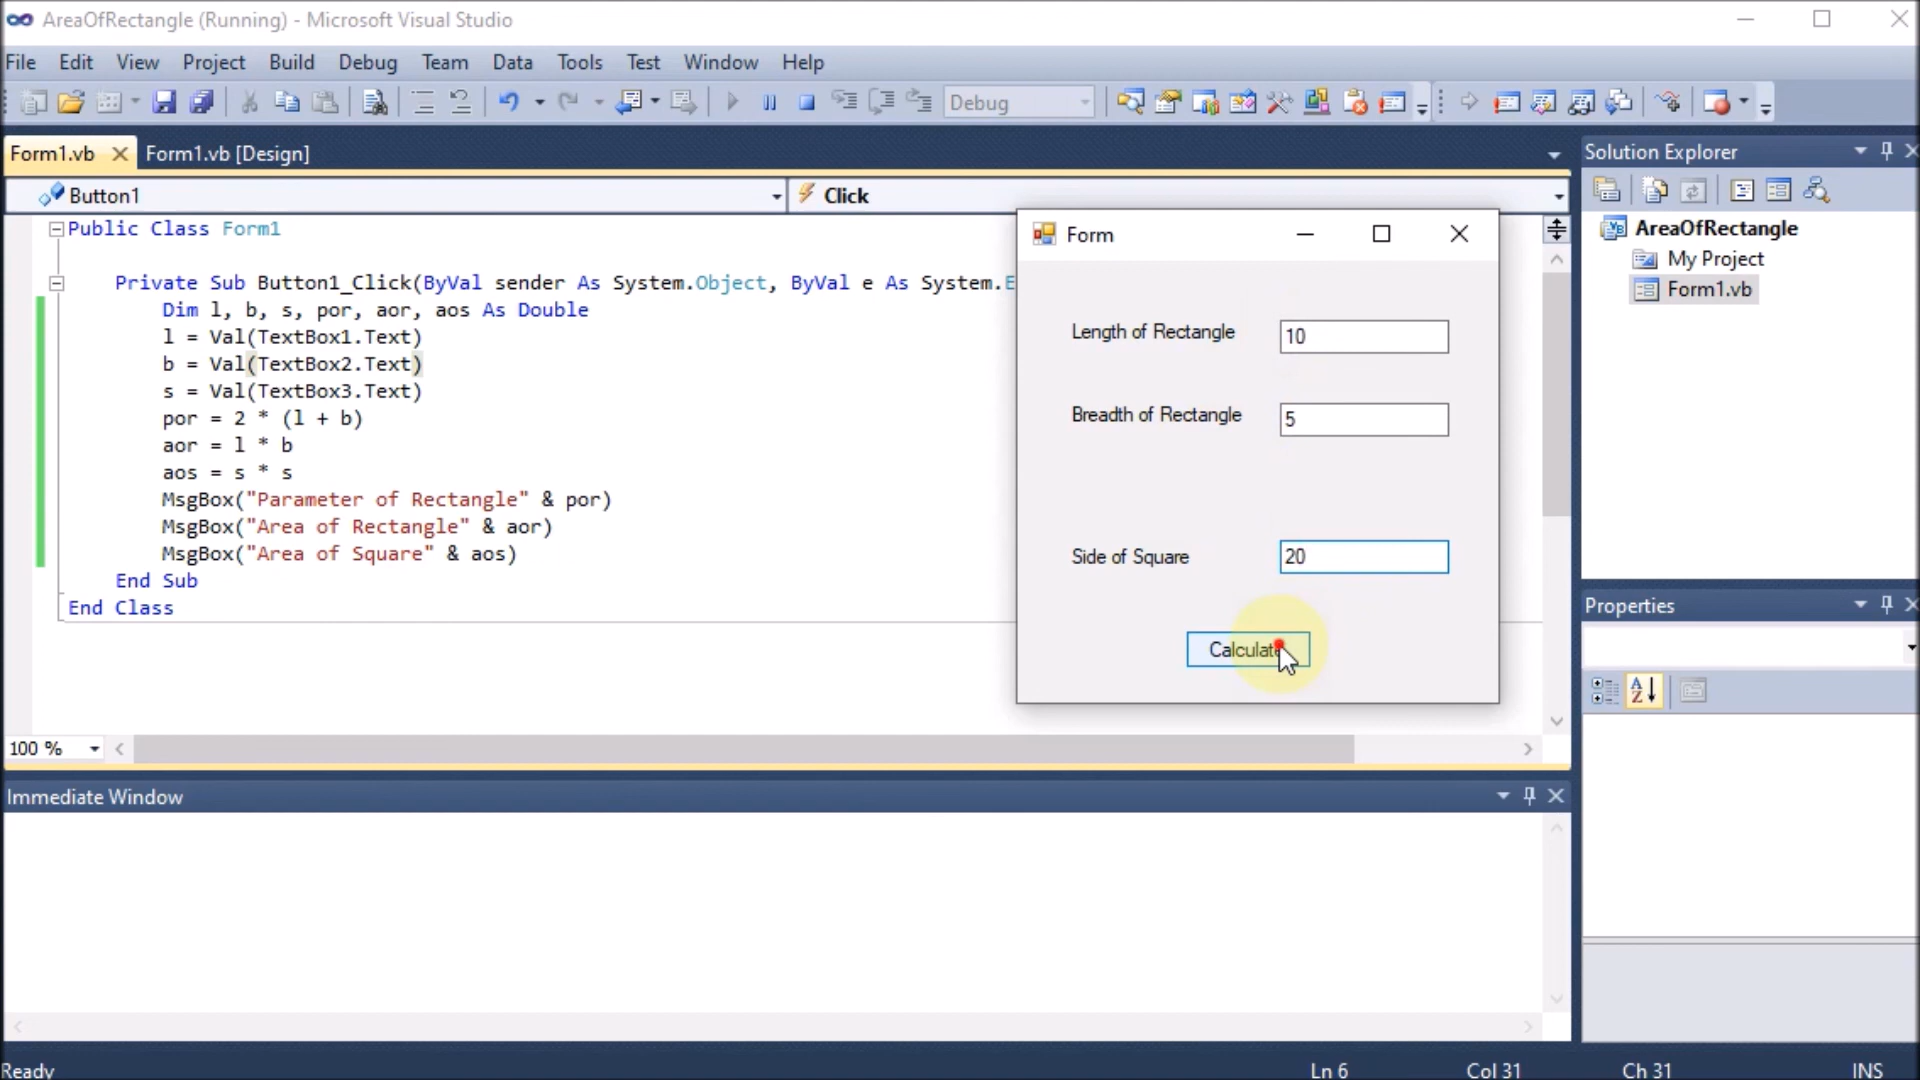 AreaOfRectangle (Running) - Microsoft Visual Studio
File Edit View Project Build Debug Team Data Tools Test Window Help
Debug
Form1.vb Form1.vb [Design]
Button1 Click
Public Class Form1
Private Sub Button1_Click(ByVal sender As System.Object, ByVal e As System.E
Dim l, b, s, por, aor, aos As Double
l = Val(TextBox1.Text)
b = Val(TextBox2.Text)
s = Val(TextBox3.Text)
por = 2 * (l + b)
aor = l * b
aos = s * s
MsgBox("Parameter of Rectangle" & por)
MsgBox("Area of Rectangle" & aor)
MsgBox("Area of Square" & aos)
End Sub
End Class
100 %
Form
Length of Rectangle 10
Breadth of Rectangle 5
Side of Square 20
Calculate
Solution Explorer
AreaOfRectangle
My Project
Form1.vb
Properties
Immediate Window
Ready Ln 6 Col 31 Ch 31 INS